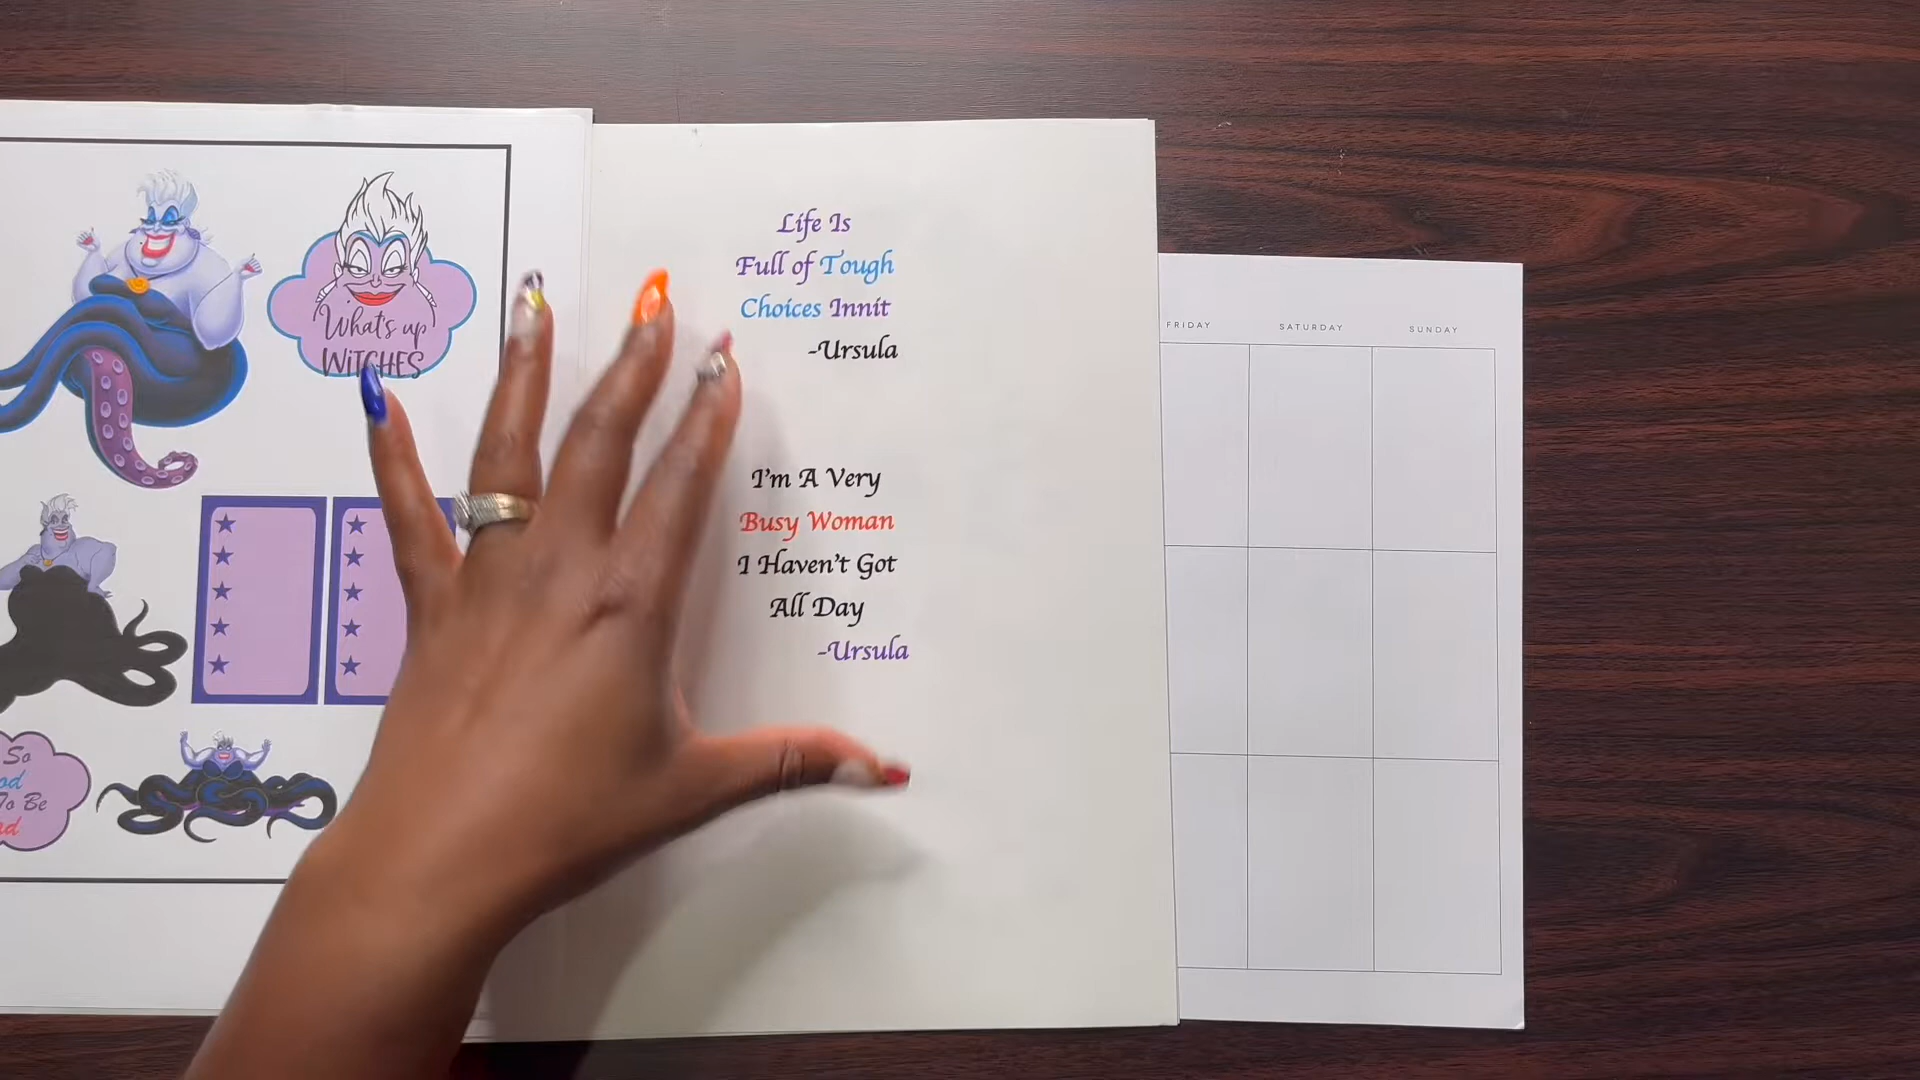 What's up
WITCHES
So
To Be
Life Is
Full of Tough
Choices Innit
-Ursula
I'm A Very
Busy Woman
I Haven't Got
All Day
-Ursula
FRIDAY
SATURDAY
SUNDAY